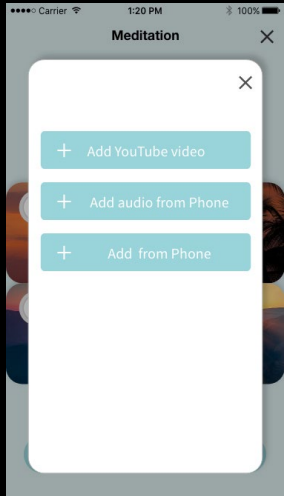 Carrier 1:20 PM 100%
Meditation
Add YouTube video
Add audio from Phone
Add from Phone